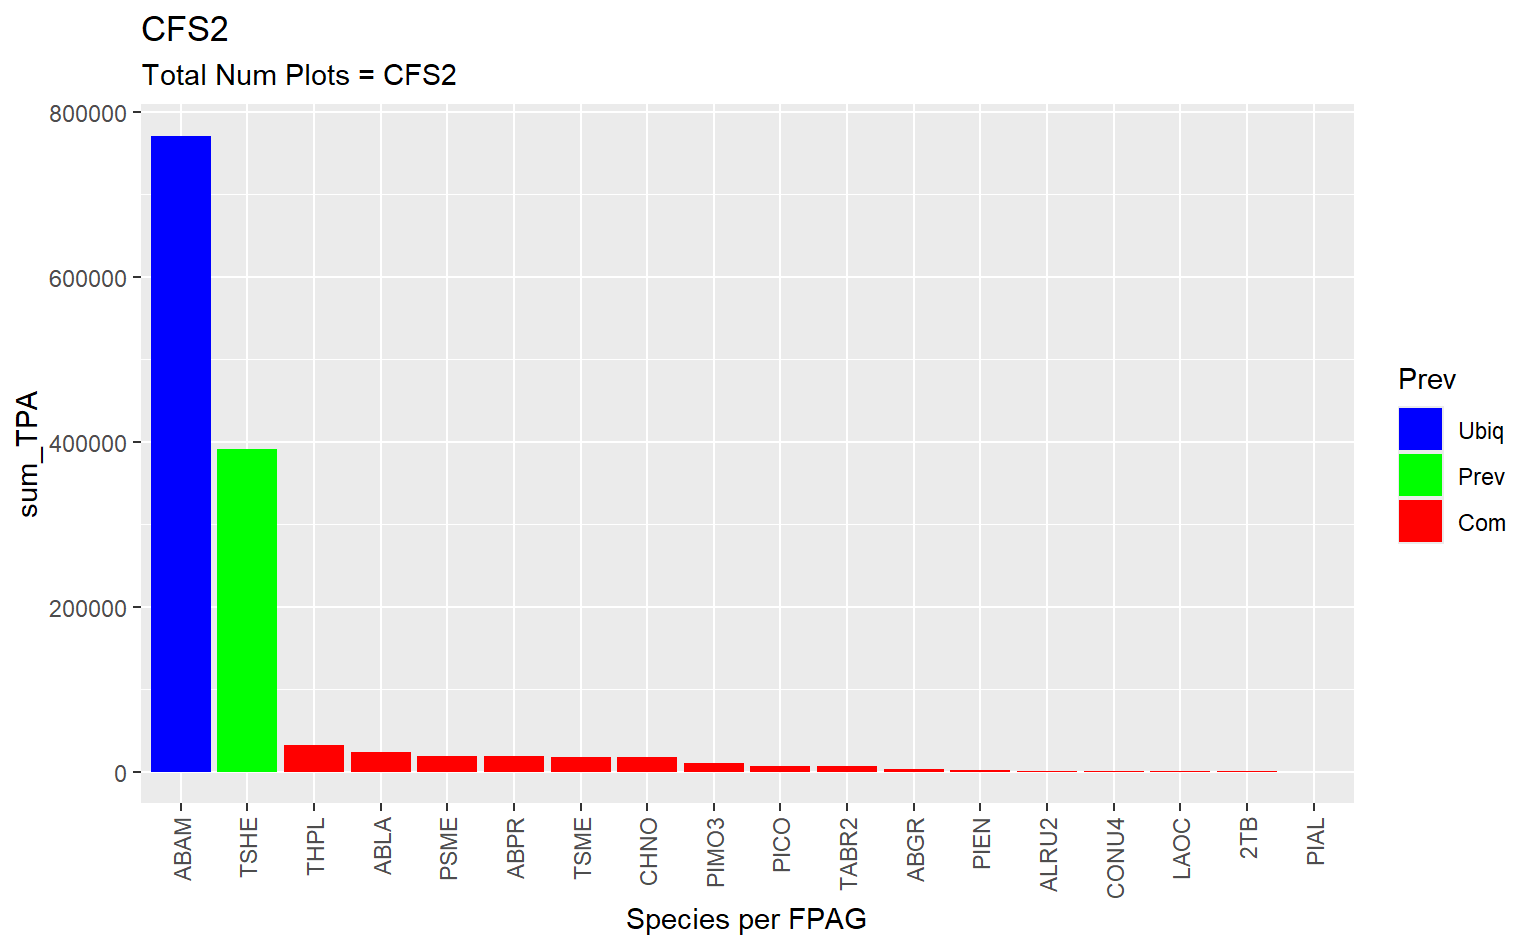 CFS2
Total Num Plots = CFS2
sum_TPA
800000
600000
400000
200000
0
ABAM
TSHE
THPL
ABLA
PSME
ABPR
TSME
CHNO
PIMO3
PICO
TABR2
ABGR
PIEN
ALRU2
CONU4
LAOC
2TB
PIAL
Species per FPAG
Prev
Ubiq
Prev
Com